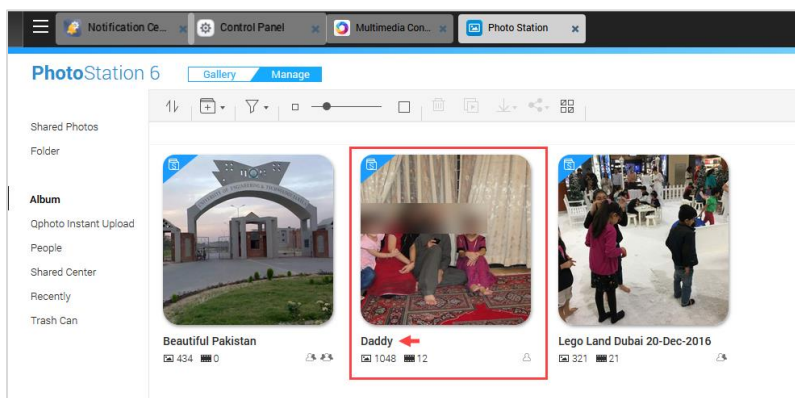 Notification Ce... x
Control Panel x
Multimedia Con... x
Photo Station x
PhotoStation 6
Gallery
Manage
Shared Photos
Folder
Album
Qphoto Instant Upload
People
Shared Center
Recently
Trash Can
Beautiful Pakistan
434 0
Daddy
1048 12
Lego Land Dubai 20-Dec-2016
321 21